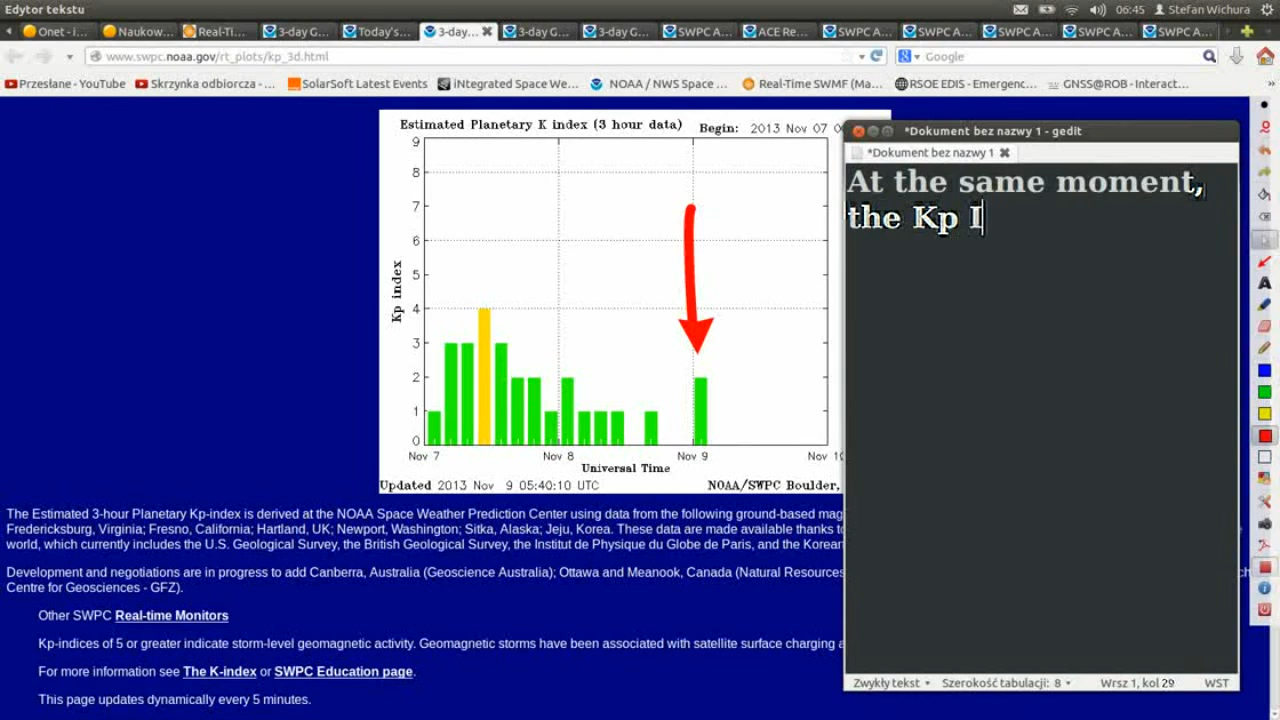 Edytor tekstu
06:45
Stefan Wichura
Onet - i...
Naukow...
Real-Ti...
3-day G...
Today's...
3-day...
3-day G...
3-day G...
SWPC A...
ACE Re...
SWPC A...
SWPC A...
SWPC A...
SWPC A...
SWPC A...
www.swpc.noaa.gov/rt_plots/kp_3d.html
Google
Przesłane - YouTube
Skrzynka odbiorcza - ...
SolarSoft Latest Events
iNtegrated Space We...
NOAA / NWS Space ...
Real-Time SWMF (Ma...
RSOE EDIS - Emergenc...
GNSS@ROB - Interact...
Estimated Planetary K index (3 hour data)
Begin: 2013 Nov 07 0
9
8
7
6
5
4
3
2
1
0
Kp index
Nov 7
Nov 8
Nov 9
Nov 10
Universal Time
Updated 2013 Nov 9 05:40:10 UTC
NOAA/SWPC Boulder,
*Dokument bez nazwy 1 - gedit
*Dokument bez nazwy 1
At the same moment,
the Kp I
Zwykły tekst
Szerokość tabulacji: 8
Wrsz 1, kol 29
WST
The Estimated 3-hour Planetary Kp-index is derived at the NOAA Space Weather Prediction Center using data from the following ground-based mag
Fredericksburg, Virginia; Fresno, California; Hartland, UK; Newport, Washington; Sitka, Alaska; Jeju, Korea. These data are made available thanks to
world, which currently includes the U.S. Geological Survey, the British Geological Survey, the Institut de Physique du Globe de Paris, and the Korean
Development and negotiations are in progress to add Canberra, Australia (Geoscience Australia); Ottawa and Meanook, Canada (Natural Resources
Centre for Geosciences - GFZ).
Other SWPC Real-time Monitors
Kp-indices of 5 or greater indicate storm-level geomagnetic activity. Geomagnetic storms have been associated with satellite surface charging a
For more information see The K-index or SWPC Education page.
This page updates dynamically every 5 minutes.